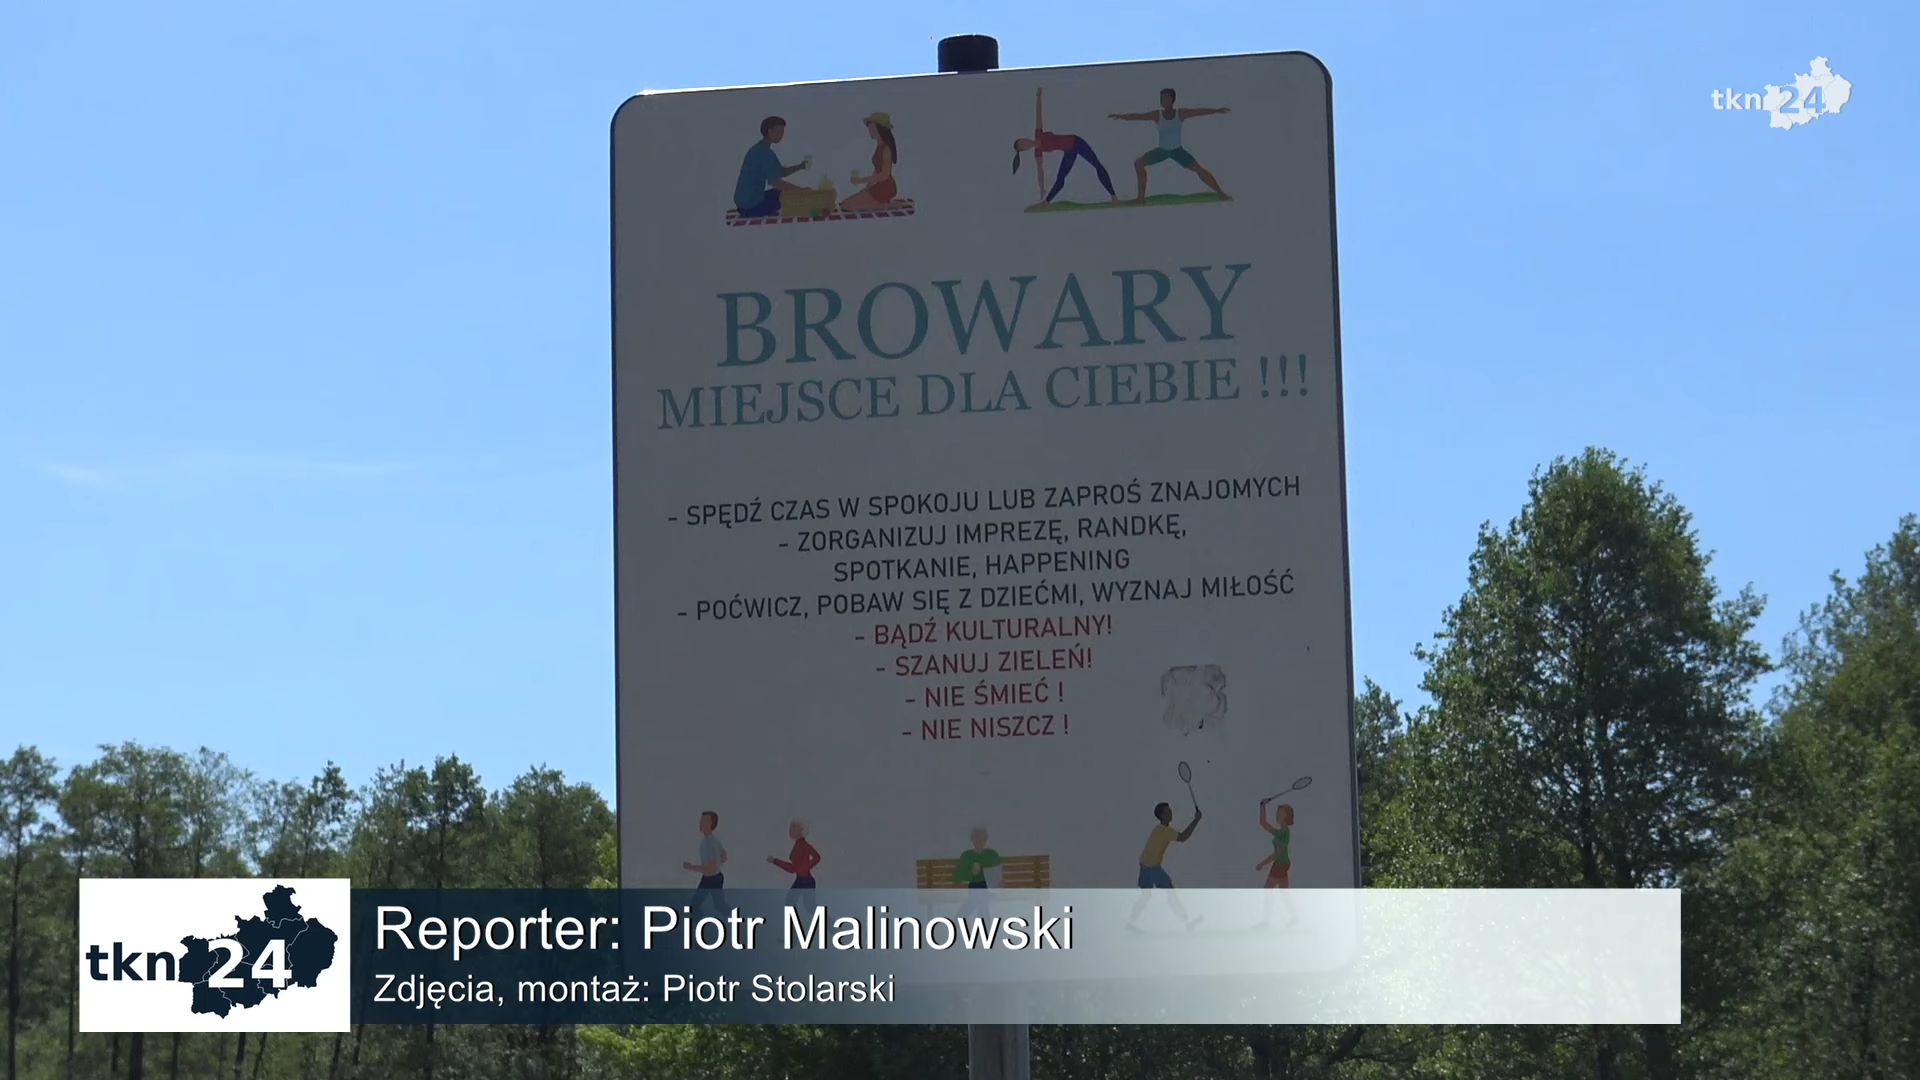 tkn24
BROWARY
MIEJSCE DLA CIEBIE !!!
- SPĘDŹ CZAS W SPOKOJU LUB ZAPROŚ ZNAJOMYCH
- ZORGANIZUJ IMPREZĘ, RANDKĘ,
SPOTKANIE, HAPPENING
- POĆWICZ, POBAW SIĘ Z DZIEĆMI, WYZNAJ MIŁOŚĆ
- BĄDŹ KULTURALNY!
- SZANUJ ZIELEŃ!
- NIE ŚMIEĆ !
- NIE NISZCZ !
tkn24
Reporter: Piotr Malinowski
Zdjęcia, montaż: Piotr Stolarski